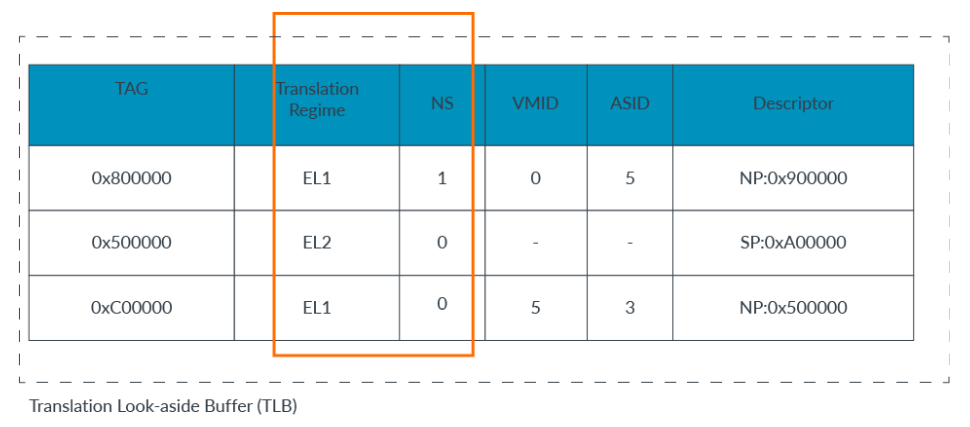 TAG Translation Regime NS VMID ASID Descriptor
0x800000 EL1 1 0 5 NP:0x900000
0x500000 EL2 0 - - SP:0xA00000
0xC00000 EL1 0 5 3 NP:0x500000
Translation Look-aside Buffer (TLB)